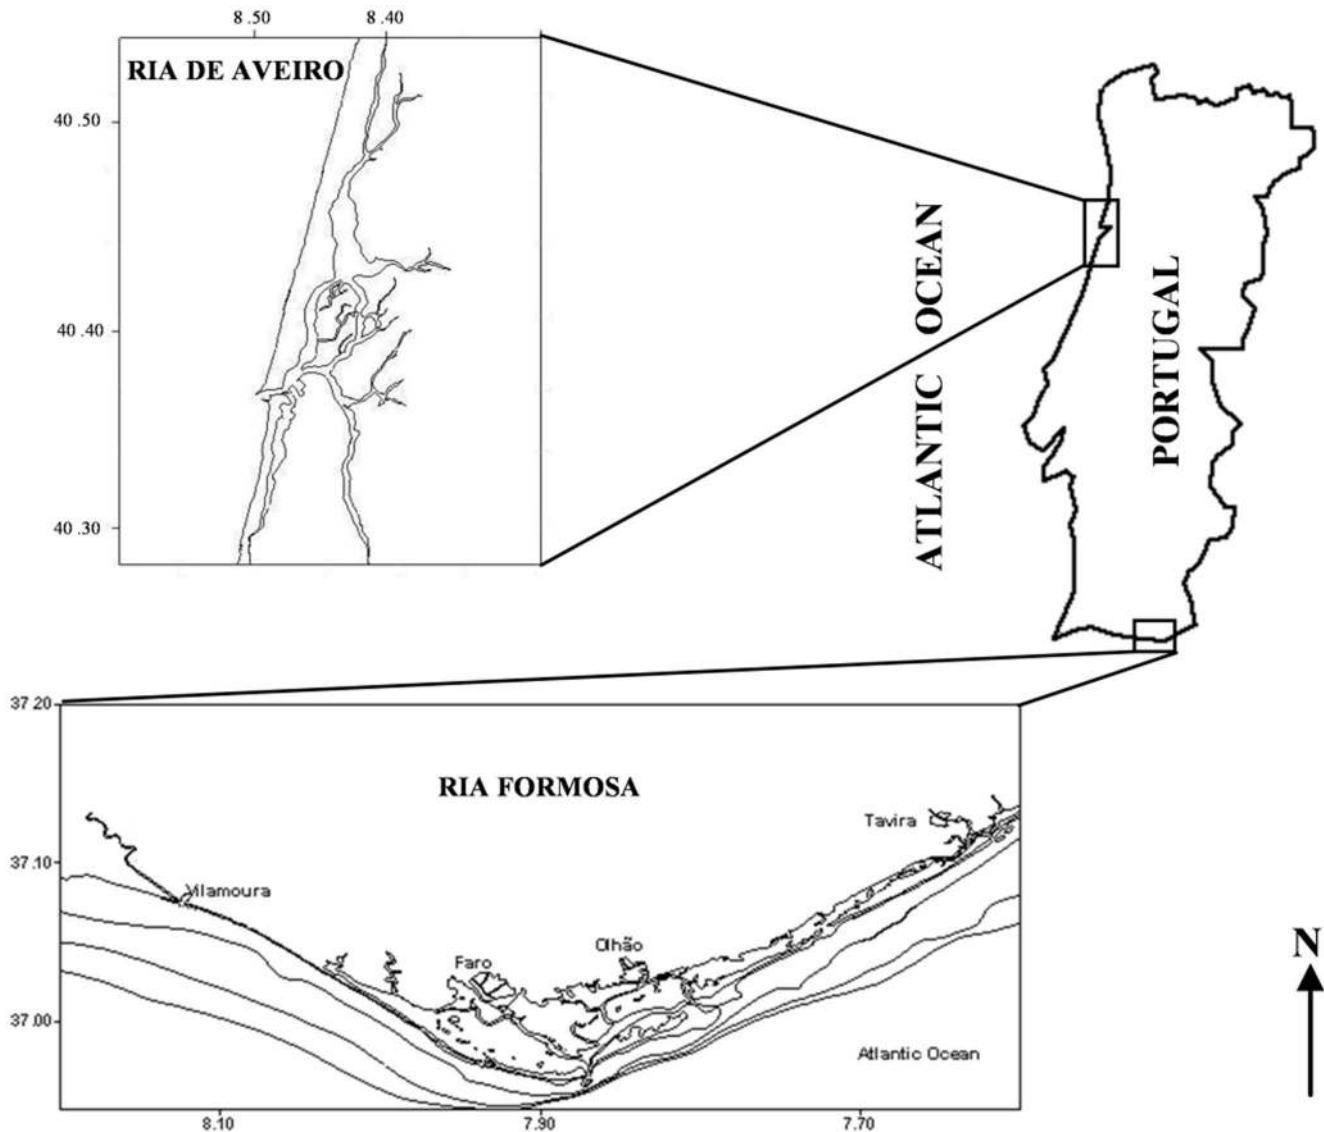 8 .50
8 .40
RIA DE AVEIRO
40 .50
40 .40
40 .30
ATLANTIC OCEAN
PORTUGAL
37.20
RIA FORMOSA
Tavira
37.10
Vilamoura
Olhão
Faro
37.00
Atlantic Ocean
N
8.10
7.90
7.70